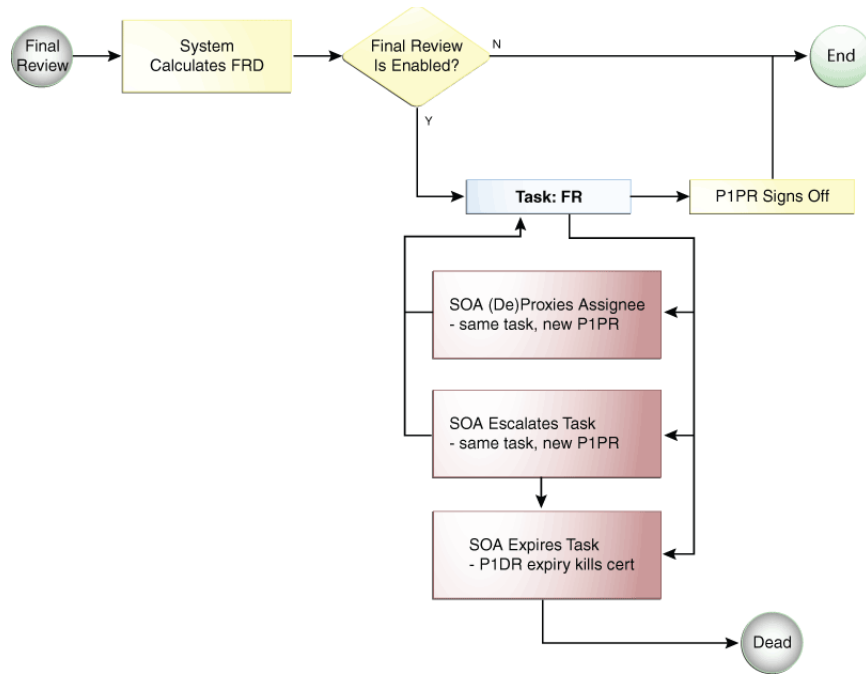 Final
Review
System
Calculates FRD
Final Review
Is Enabled?
N
End
Y
Task: FR
P1PR Signs Off
SOA (De)Proxies Assignee
- same task, new P1PR
SOA Escalates Task
- same task, new P1PR
SOA Expires Task
- P1DR expiry kills cert
Dead